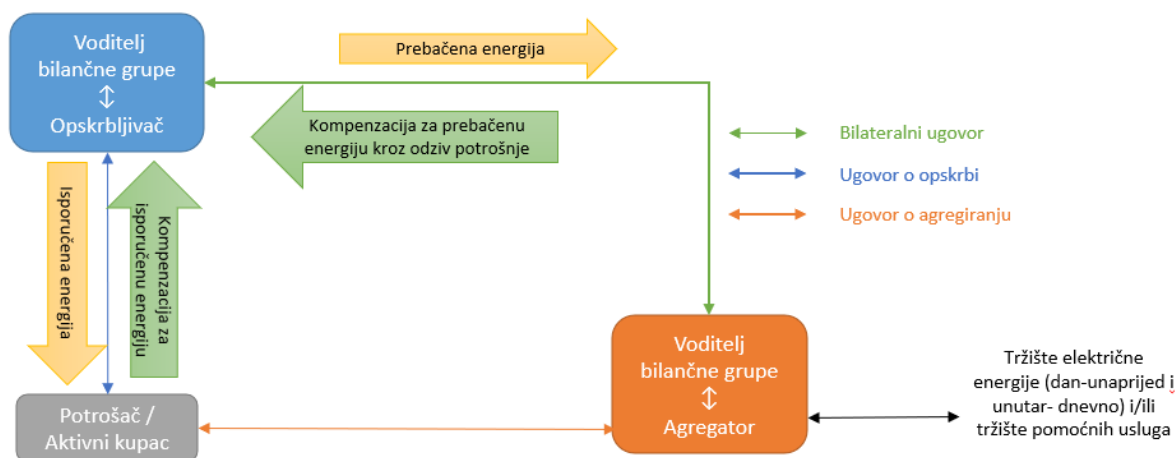 Voditelj
bilančne grupe
↕
Opskrbljivač
Prebačena energija
Kompenzacija za prebačenu
energiju kroz odziv potrošnje
Bilateralni ugovor
Ugovor o opskrbi
Ugovor o agregiranju
Isporučena energija
Kompenzacija za
isporučenu energiju
Potrošač /
Aktivni kupac
Voditelj
bilančne grupe
↕
Agregator
Tržište električne
energije (dan-unaprijed i
unutar- dnevno) i/ili
tržište pomoćnih usluga